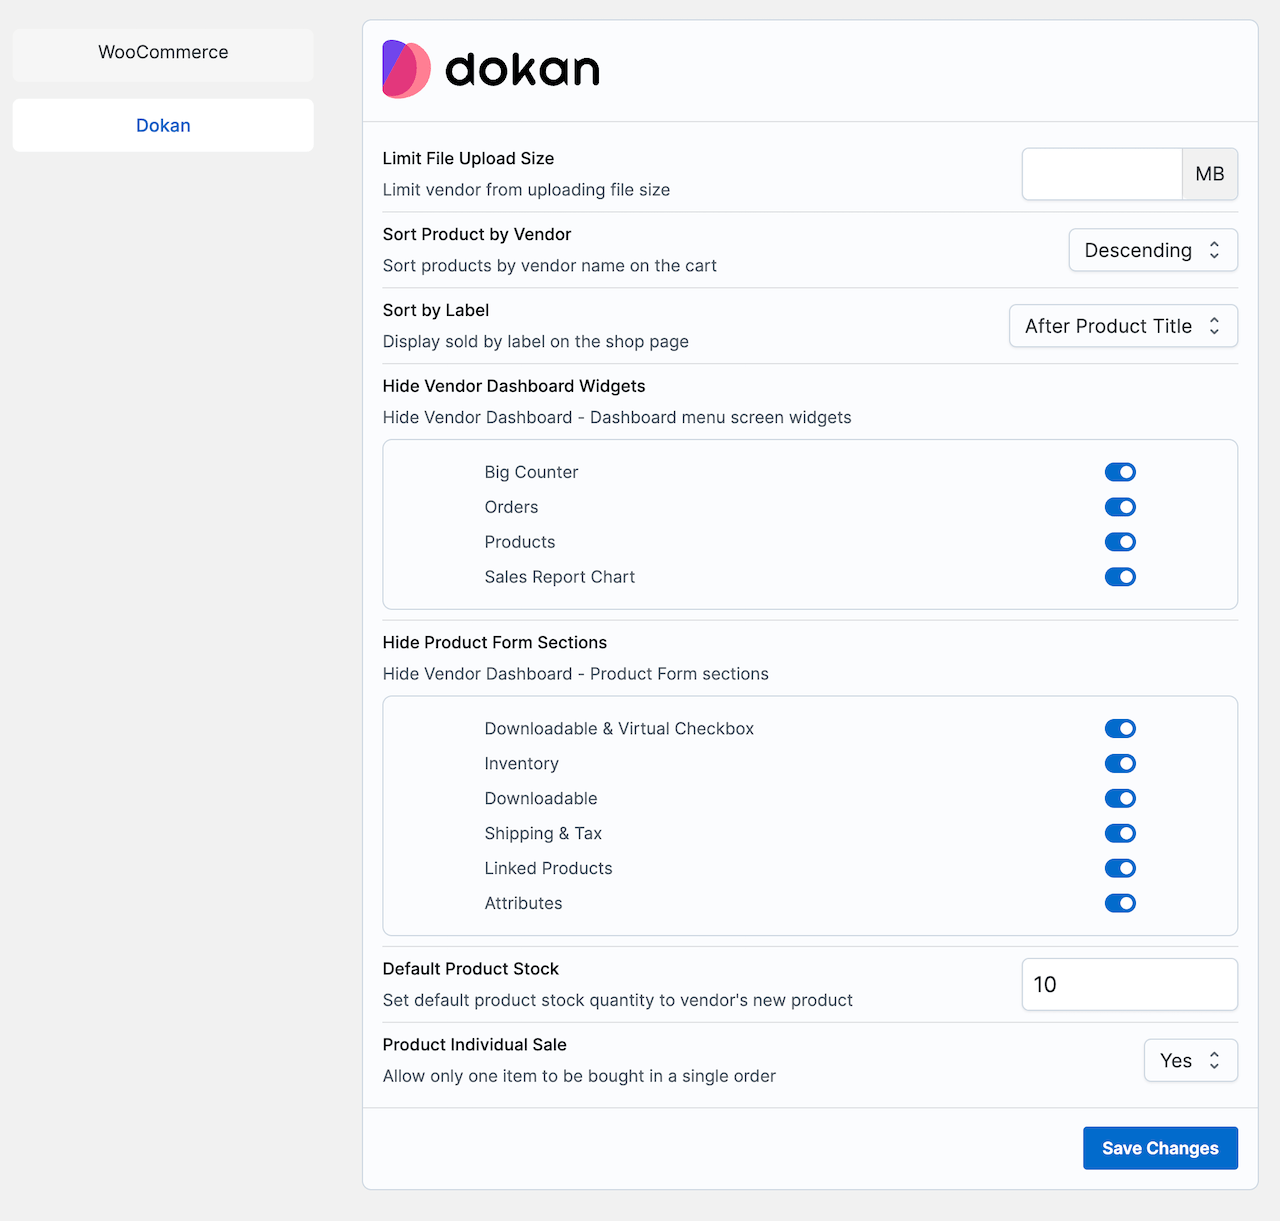 WooCommerce
Dokan
dokan
Limit File Upload Size
Limit vendor from uploading file size
MB
Sort Product by Vendor
Sort products by vendor name on the cart
Descending
Sort by Label
Display sold by label on the shop page
After Product Title
Hide Vendor Dashboard Widgets
Hide Vendor Dashboard - Dashboard menu screen widgets
Big Counter
Orders
Products
Sales Report Chart
Hide Product Form Sections
Hide Vendor Dashboard - Product Form sections
Downloadable & Virtual Checkbox
Inventory
Downloadable
Shipping & Tax
Linked Products
Attributes
Default Product Stock
Set default product stock quantity to vendor's new product
10
Product Individual Sale
Allow only one item to be bought in a single order
Yes
Save Changes